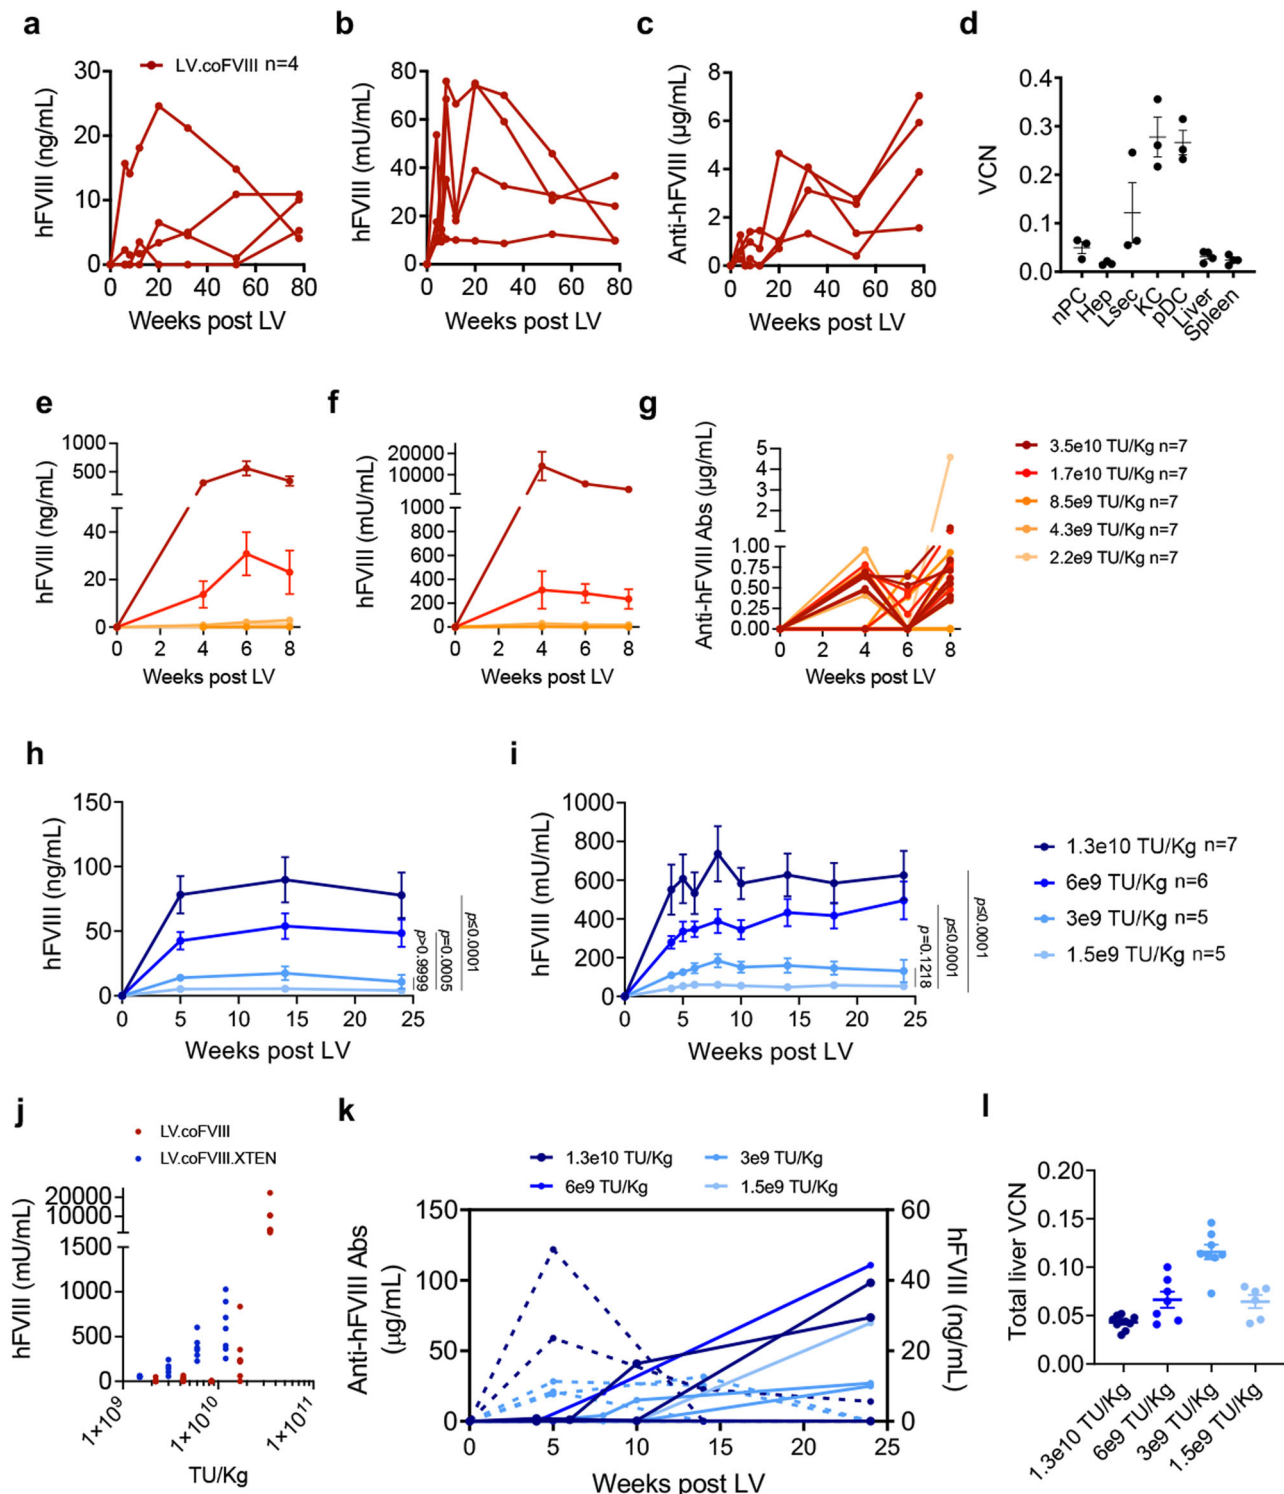 a
LV.coFVIII n=4
hFVIII (ng/mL)
30
20
10
0
0 20 40 60 80
Weeks post LV
b
hFVIII (mU/mL)
80
60
40
20
0
0 20 40 60 80
Weeks post LV
c
Anti-hFVIII (µg/mL)
8
6
4
2
0
0 20 40 60 80
Weeks post LV
d
VCN
0.4
0.3
0.2
0.1
0.0
nPC
Hep
Lsec
KC
pDC
Liver
Spleen
e
hFVIII (ng/mL)
1000
500
40
20
0
0 2 4 6 8
Weeks post LV
f
hFVIII (mU/mL)
20000
10000
1000
800
600
400
200
0
0 2 4 6 8
Weeks post LV
g
Anti-hFVIII Abs (µg/mL)
5
4
3
2
1.00
0.75
0.50
0.25
0.00
0 2 4 6 8
Weeks post LV
3.5e10 TU/Kg n=7
1.7e10 TU/Kg n=7
8.5e9 TU/Kg n=7
4.3e9 TU/Kg n=7
2.2e9 TU/Kg n=7
h
hFVIII (ng/mL)
150
100
50
0
0 5 10 15 20 25
Weeks post LV
p>0.9999
p=0.0005
p≤0.0001
i
hFVIII (mU/mL)
1000
800
600
400
200
0
0 5 10 15 20 25
Weeks post LV
p=0.1218
p≤0.0001
p≤0.0001
1.3e10 TU/Kg n=7
6e9 TU/Kg n=6
3e9 TU/Kg n=5
1.5e9 TU/Kg n=5
j
LV.coFVIII
LV.coFVIII.XTEN
hFVIII (mU/mL)
20000
10000
1500
1000
500
0
1×10^9
1×10^10
1×10^11
TU/Kg
k
1.3e10 TU/Kg
3e9 TU/Kg
6e9 TU/Kg
1.5e9 TU/Kg
Anti-hFVIII Abs
(µg/mL)
150
100
50
0
0 5 10 15 20 25
Weeks post LV
60
40
20
0
hFVIII (ng/mL)
l
Total liver VCN
0.20
0.15
0.10
0.05
0.00
1.3e10 TU/Kg
6e9 TU/Kg
3e9 TU/Kg
1.5e9 TU/Kg